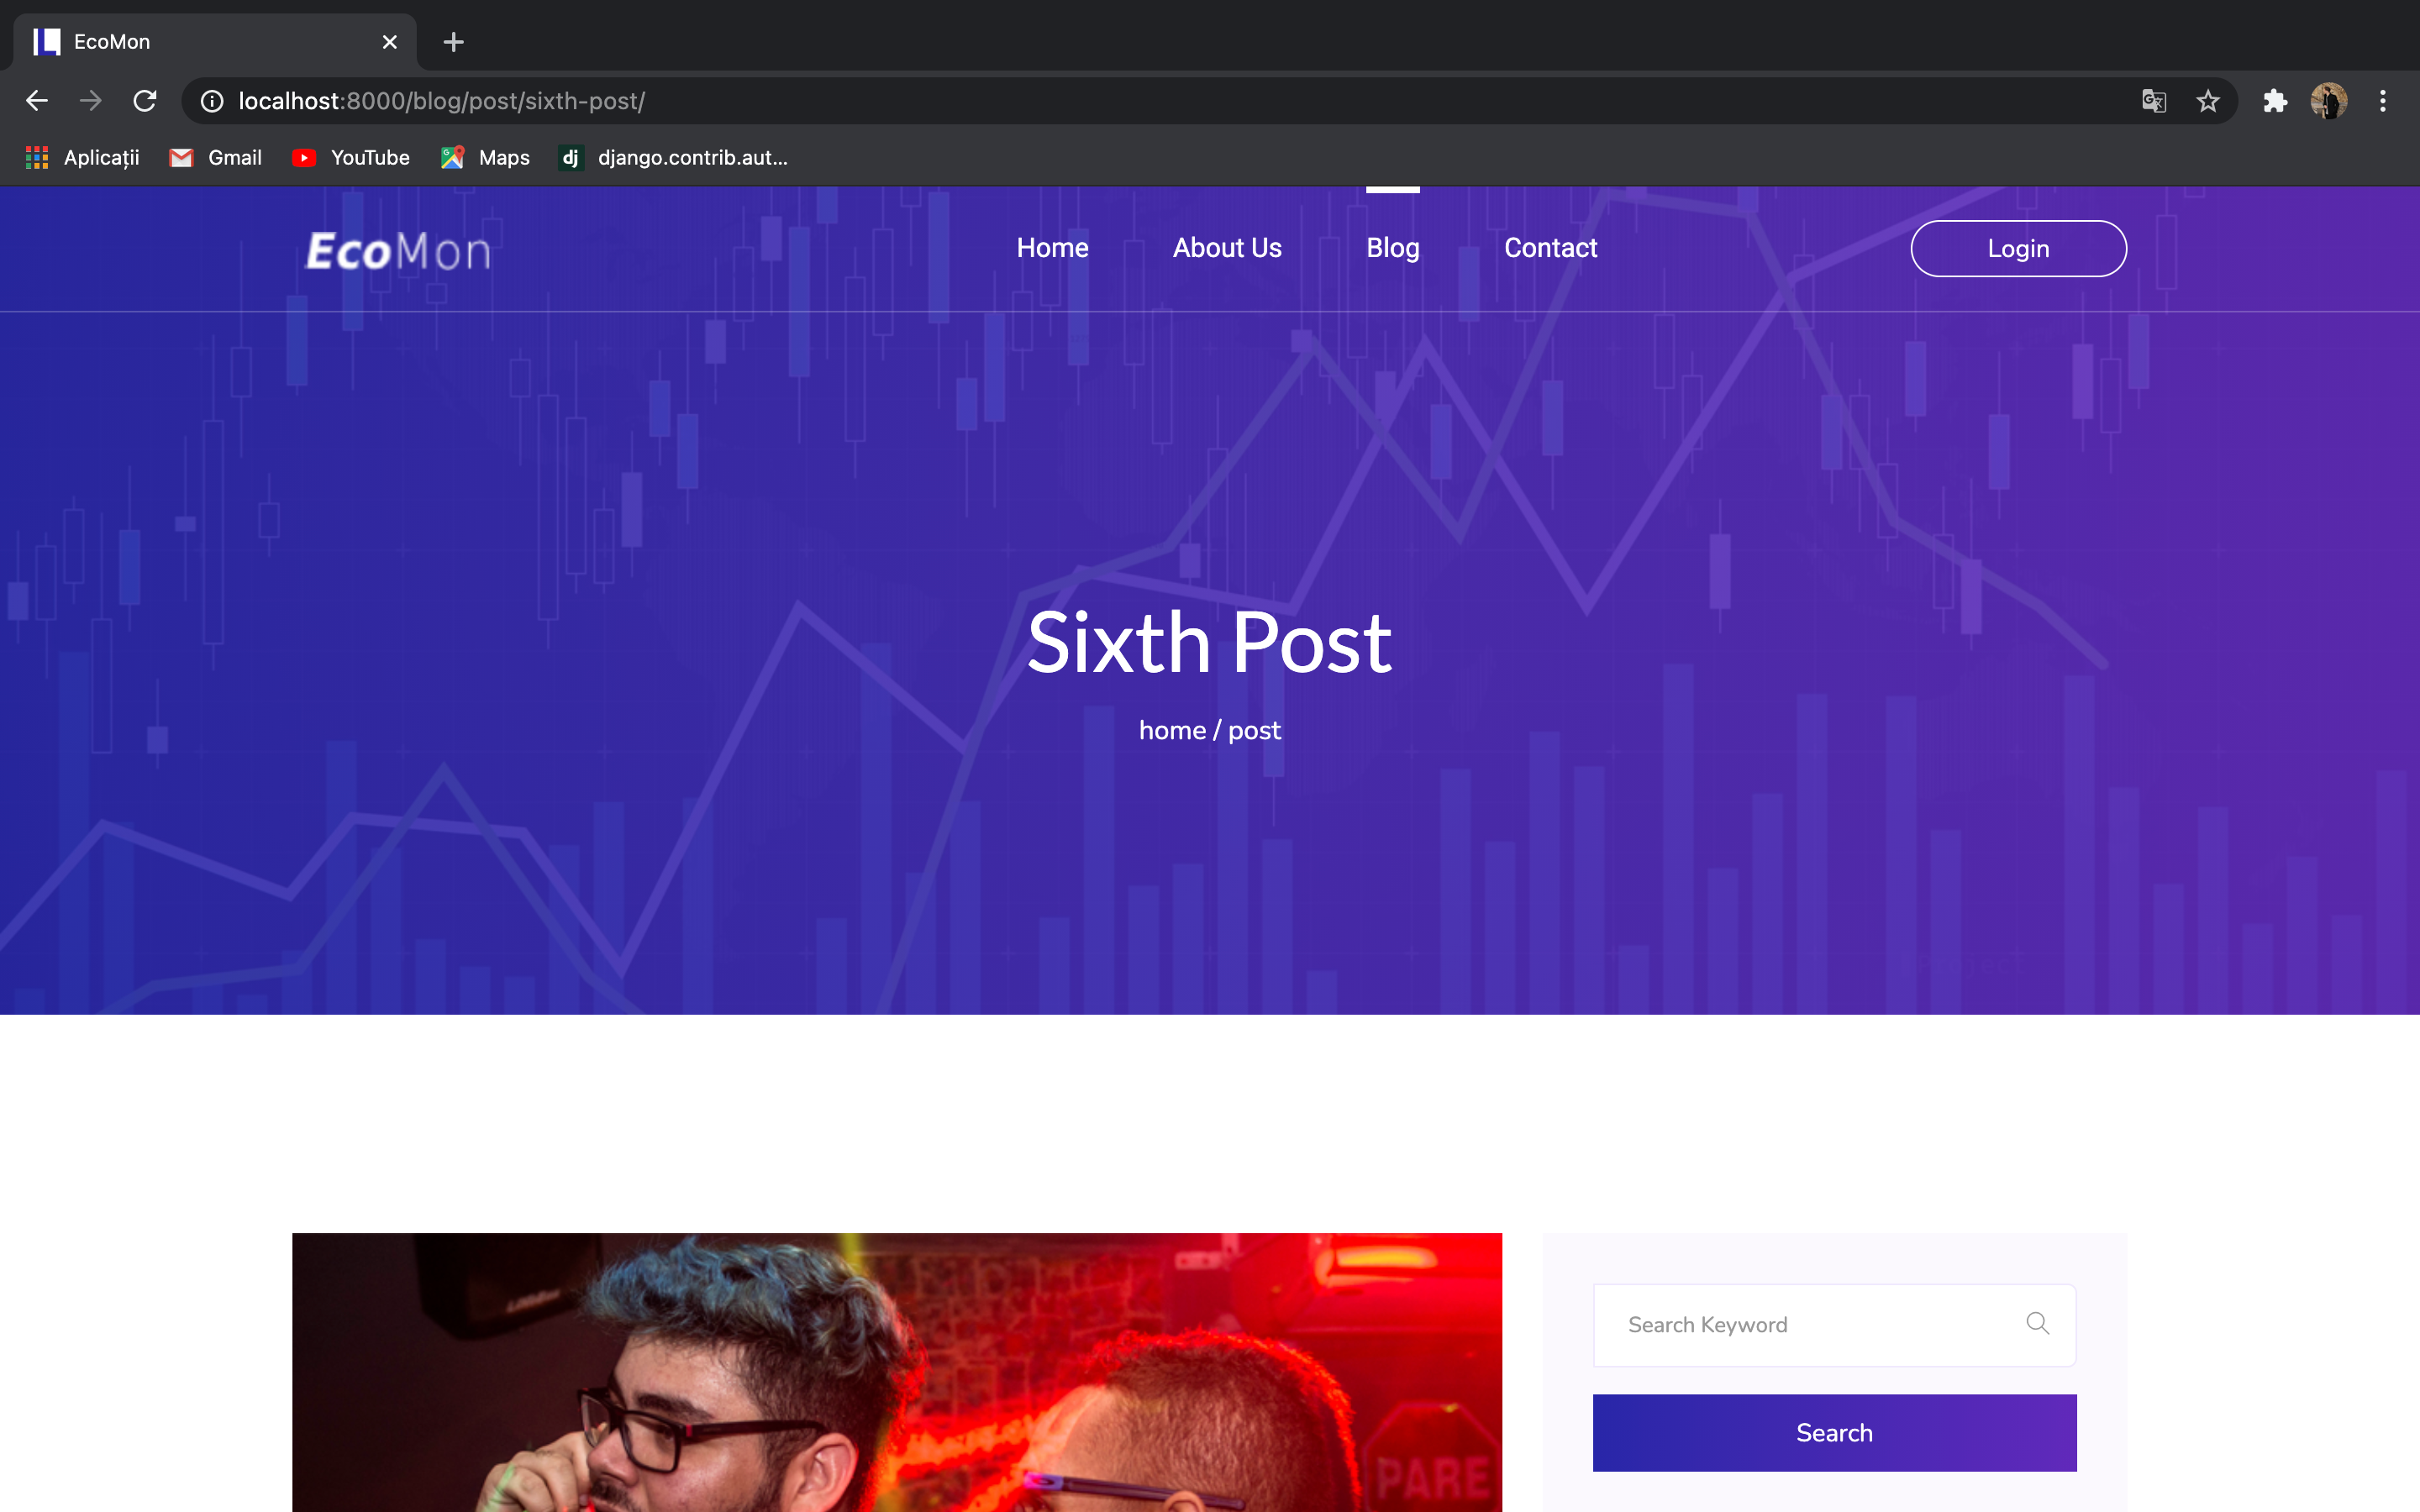 EcoMon
localhost:8000/blog/post/sixth-post/
Aplicații Gmail YouTube Maps django.contrib.aut...
EcoMon Home About Us Blog Contact Login
Sixth Post
home / post
Search Keyword
PARE
Search